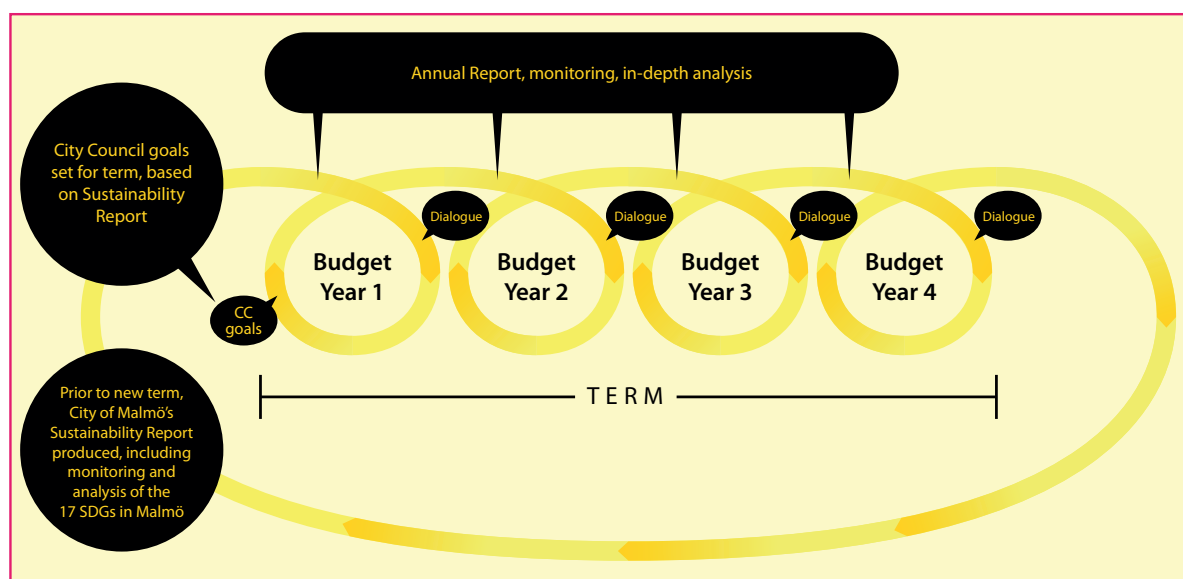 Annual Report, monitoring, in-depth analysis
City Council goals
set for term, based
on Sustainability
Report
Dialogue
Dialogue
Dialogue
Dialogue
Budget
Year 1
Budget
Year 2
Budget
Year 3
Budget
Year 4
CC
goals
TERM
Prior to new term,
City of Malmö’s
Sustainability Report
produced, including
monitoring and
analysis of the
17 SDGs in Malmö